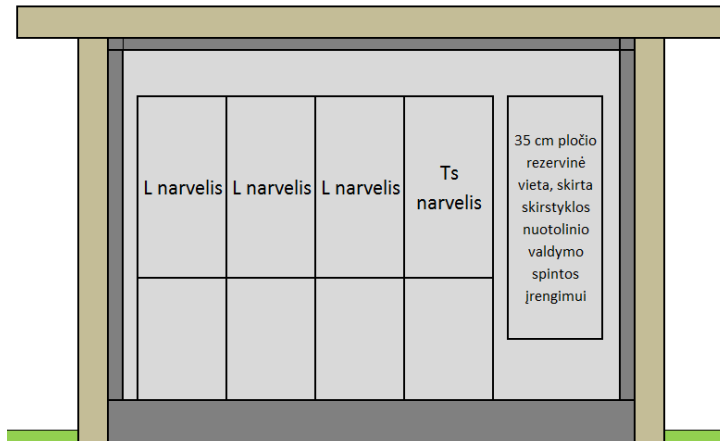 L narvelis
L narvelis
L narvelis
Ts
narvelis
35 cm pločio
rezervinė
vieta, skirta
skirstyklos
nuotolinio
valdymo
spintos
įrengimui